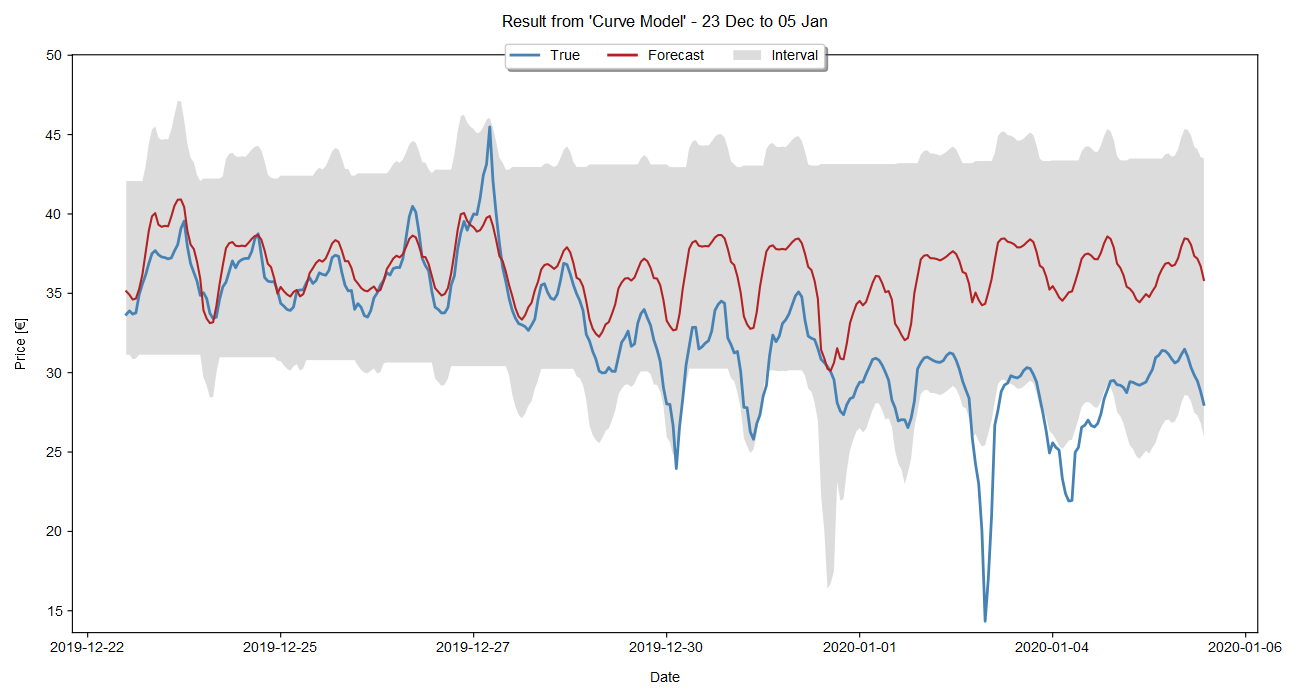 Result from 'Curve Model' - 23 Dec to 05 Jan
True Forecast Interval
50
45
40
35
30
25
20
15
Price [€]
2019-12-22 2019-12-25 2019-12-27 2019-12-30 2020-01-01 2020-01-04 2020-01-06
Date